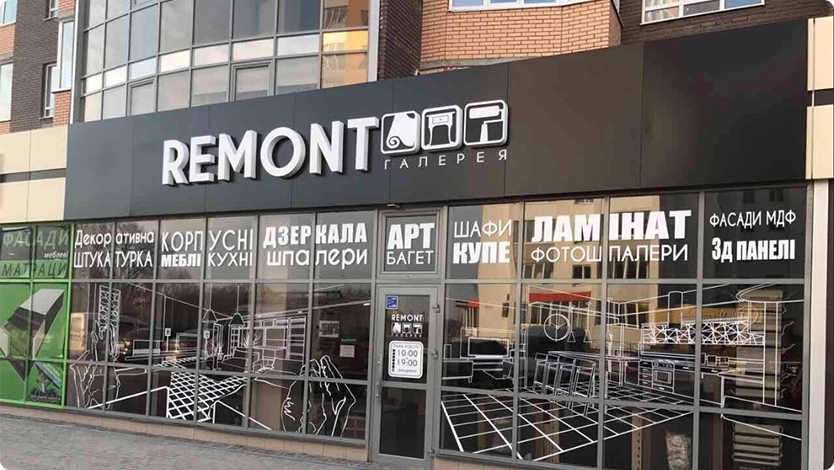 REMONT
ГАЛЕРЕЯ
ФАСАДИ
меблеві
МАТРАЦИ
Декоративна
ШТУКАТУРКА
КОРПУСНІ
МЕБЛІ КУХНІ
ДЗЕРКАЛА
шпалери
АРТ
БАГЕТ
ШАФИ
КУПЕ
ЛАМІНАТ
ФОТОШПАЛЕРИ
ФАСАДИ МДФ
3д ПАНЕЛІ
REMONT
ГАЛЕРЕЯ
10:00
19:00